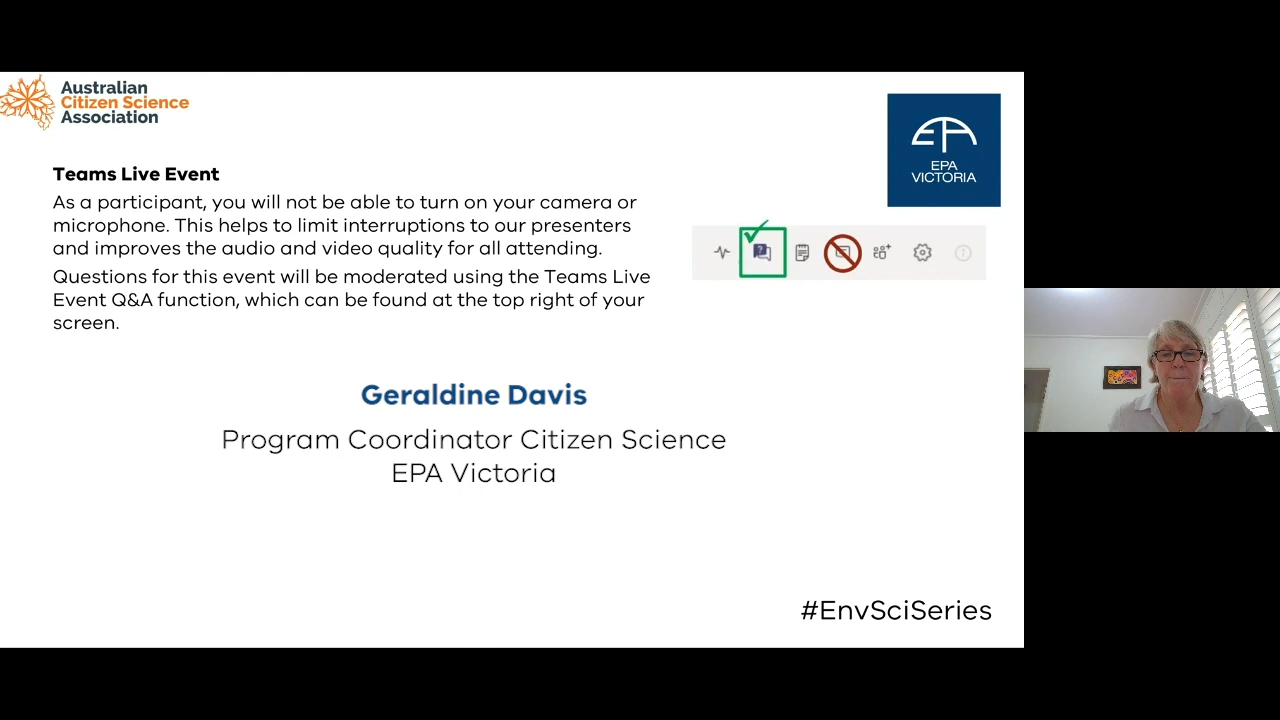 Australian
Citizen Science
Association
EPA
VICTORIA
Teams Live Event
As a participant, you will not be able to turn on your camera or
microphone. This helps to limit interruptions to our presenters
and improves the audio and video quality for all attending.
Questions for this event will be moderated using the Teams Live
Event Q&A function, which can be found at the top right of your
screen.
Geraldine Davis
Program Coordinator Citizen Science
EPA Victoria
#EnvSciSeries